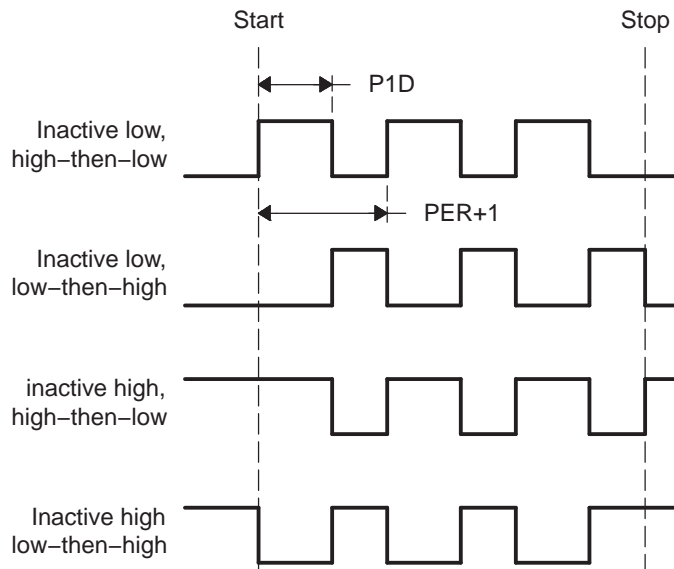 Start
Stop
P1D
Inactive low,
high−then−low
PER+1
Inactive low,
low−then−high
inactive high,
high−then−low
Inactive high
low−then−high